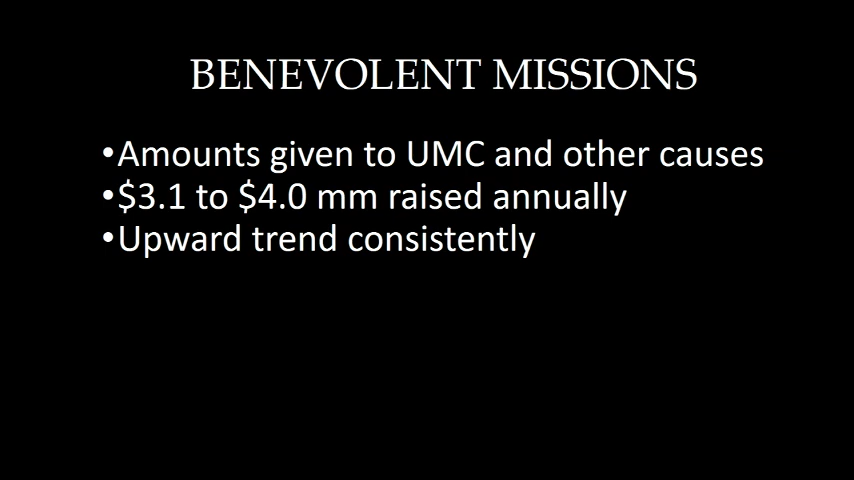 BENEVOLENT MISSIONS
•Amounts given to UMC and other causes
•$3.1 to $4.0 mm raised annually
•Upward trend consistently